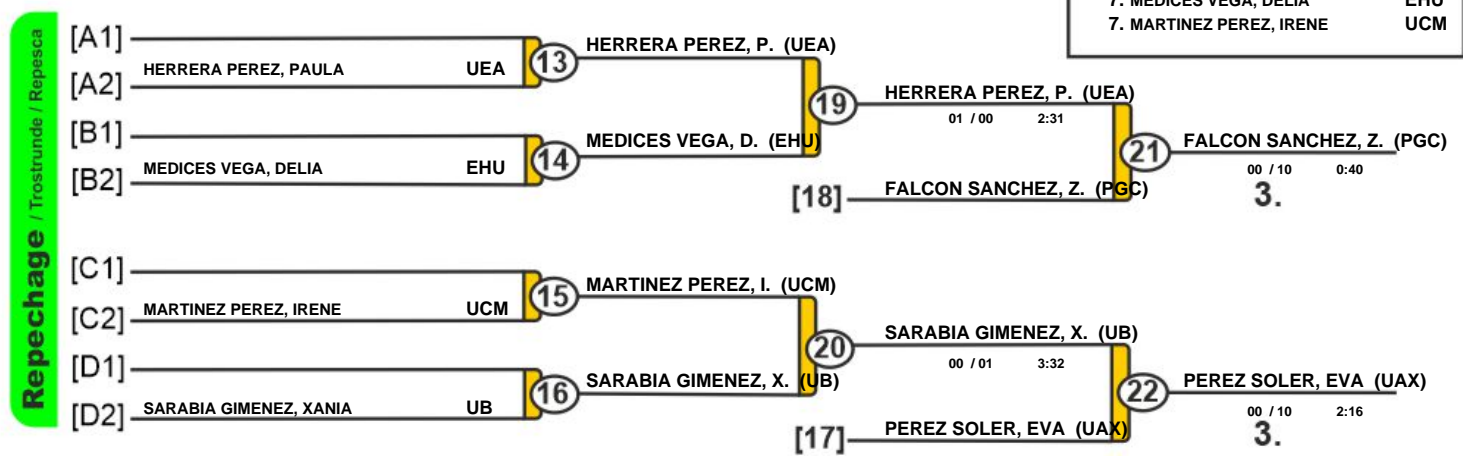 7. MEDICES VEGA, DELIA EHU
7. MARTINEZ PEREZ, IRENE UCM
Repechage / Trostrunde / Repesca
[A1]
HERRERA PEREZ, PAULA UEA
[A2]
13
HERRERA PEREZ, P. (UEA)
[B1]
MEDICES VEGA, DELIA EHU
[B2]
14
MEDICES VEGA, D. (EHU)
19
HERRERA PEREZ, P. (UEA)
01 / 00 2:31
[18]
FALCON SANCHEZ, Z. (PGC)
21
FALCON SANCHEZ, Z. (PGC)
00 / 10 0:40
3.
[C1]
MARTINEZ PEREZ, IRENE UCM
[C2]
15
MARTINEZ PEREZ, I. (UCM)
[D1]
SARABIA GIMENEZ, XANIA UB
[D2]
16
SARABIA GIMENEZ, X. (UB)
20
SARABIA GIMENEZ, X. (UB)
00 / 01 3:32
[17]
PEREZ SOLER, EVA (UAX)
22
PEREZ SOLER, EVA (UAX)
00 / 10 2:16
3.